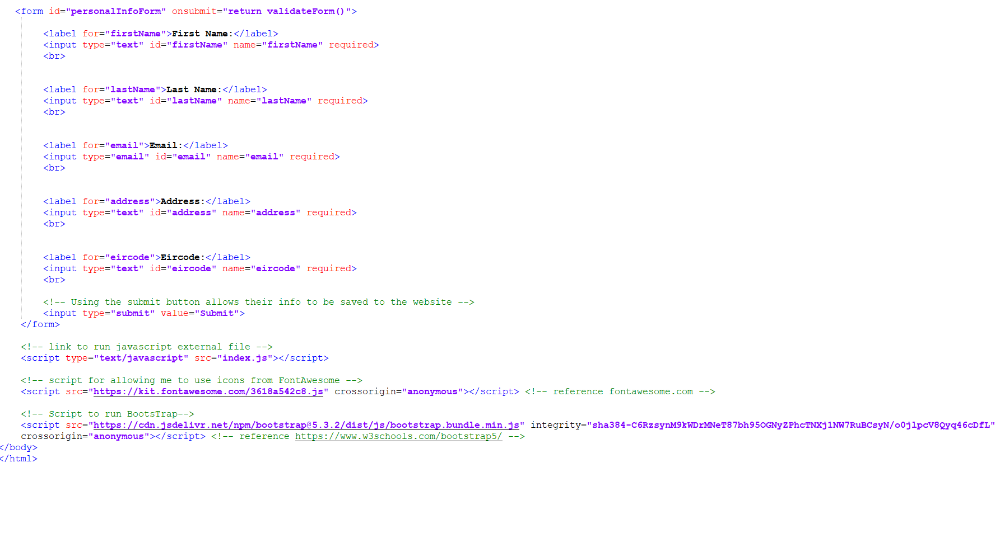 <form id="personalInfoForm" onsubmit="return validateForm()">
<label for="firstName">First Name:</label>
<input type="text" id="firstName" name="firstName" required>
<br>
<label for="lastName">Last Name:</label>
<input type="text" id="lastName" name="lastName" required>
<br>
<label for="email">Email:</label>
<input type="email" id="email" name="email" required>
<br>
<label for="address">Address:</label>
<input type="text" id="address" name="address" required>
<br>
<label for="eircode">Eircode:</label>
<input type="text" id="eircode" name="eircode" required>
<br>
<!-- Using the submit button allows their info to be saved to the website -->
<input type="submit" value="Submit">
</form>
<!-- link to run javascript external file -->
<script type="text/javascript" src="index.js"></script>
<!-- script for allowing me to use icons from FontAwesome -->
<script src="https://kit.fontawesome.com/3618a542c8.js" crossorigin="anonymous"></script> <!-- reference fontawesome.com -->
<!-- Script to run BootsTrap-->
<script src="https://cdn.jsdelivr.net/npm/bootstrap@5.3.2/dist/js/bootstrap.bundle.min.js" integrity="sha384-C6RzsynM9kWDrMNeT87bh95OGNyZPhcTNXj1NW7RuBCsyN/o0jlpcV8Qyq46cDfL"
crossorigin="anonymous"></script> <!-- reference https://www.w3schools.com/bootstrap5/ -->
</body>
</html>